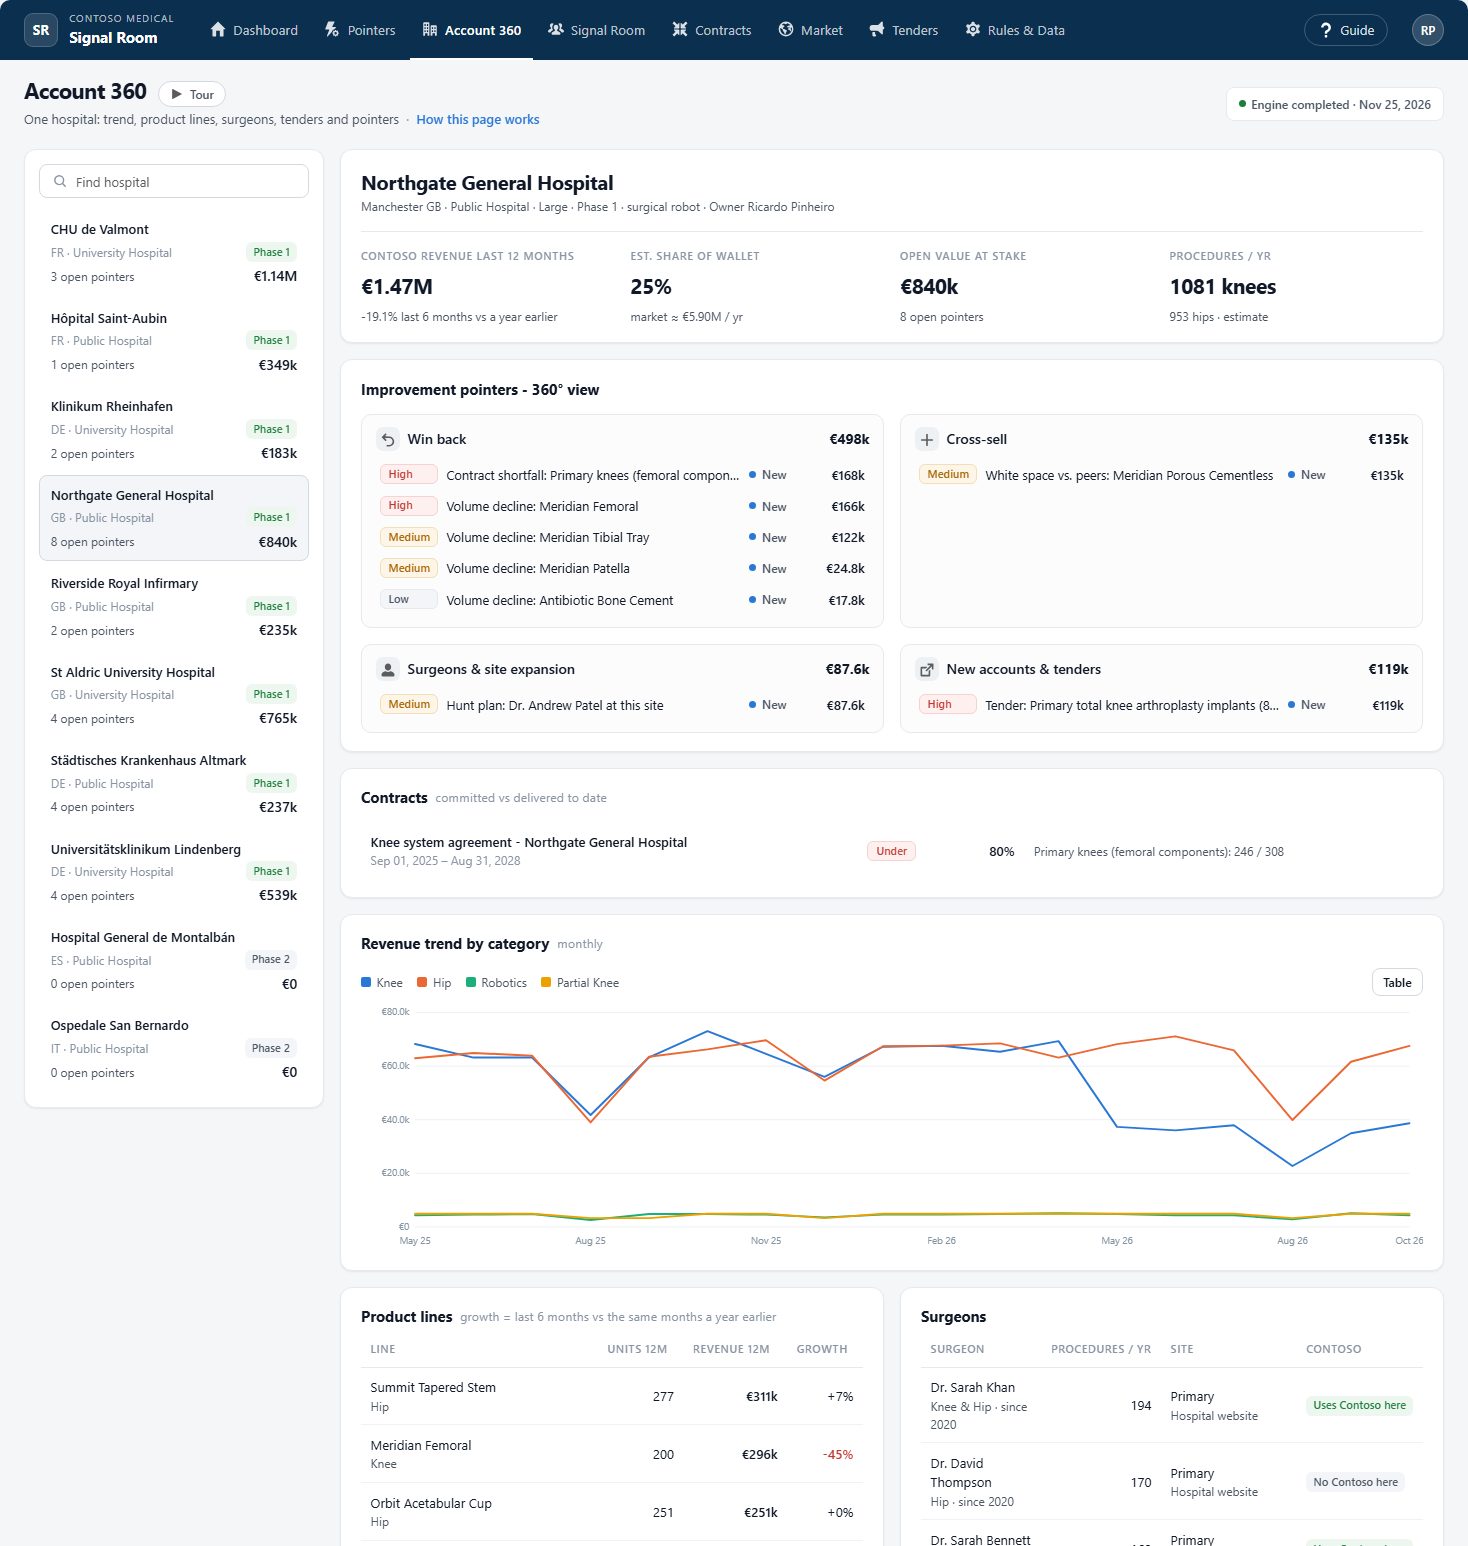 SR
CONTOSO MEDICAL
Signal Room
Dashboard
Pointers
Account 360
Signal Room
Contracts
Market
Tenders
Rules & Data
? Guide
RP
Account 360
Tour
One hospital: trend, product lines, surgeons, tenders and pointers · How this page works
Engine completed · Nov 25, 2026
Find hospital
CHU de Valmont
FR · University Hospital Phase 1
3 open pointers €1.14M
Hôpital Saint-Aubin
FR · Public Hospital Phase 1
1 open pointers €349k
Klinikum Rheinhafen
DE · University Hospital Phase 1
2 open pointers €183k
Northgate General Hospital
GB · Public Hospital Phase 1
8 open pointers €840k
Riverside Royal Infirmary
GB · Public Hospital Phase 1
2 open pointers €235k
St Aldric University Hospital
GB · University Hospital Phase 1
4 open pointers €765k
Städtisches Krankenhaus Altmark
DE · Public Hospital Phase 1
4 open pointers €237k
Universitätsklinikum Lindenberg
DE · University Hospital Phase 1
4 open pointers €539k
Hospital General de Montalbán
ES · Public Hospital Phase 2
0 open pointers €0
Ospedale San Bernardo
IT · Public Hospital Phase 2
0 open pointers €0
Northgate General Hospital
Manchester GB · Public Hospital · Large · Phase 1 · surgical robot · Owner Ricardo Pinheiro
CONTOSO REVENUE LAST 12 MONTHS
€1.47M
-19.1% last 6 months vs a year earlier
EST. SHARE OF WALLET
25%
market ≈ €5.90M / yr
OPEN VALUE AT STAKE
€840k
8 open pointers
PROCEDURES / YR
1081 knees
953 hips · estimate
Improvement pointers - 360° view
Win back €498k
High Contract shortfall: Primary knees (femoral compon... New €168k
High Volume decline: Meridian Femoral New €166k
Medium Volume decline: Meridian Tibial Tray New €122k
Medium Volume decline: Meridian Patella New €24.8k
Low Volume decline: Antibiotic Bone Cement New €17.8k
Cross-sell €135k
Medium White space vs. peers: Meridian Porous Cementless New €135k
Surgeons & site expansion €87.6k
Medium Hunt plan: Dr. Andrew Patel at this site New €87.6k
New accounts & tenders €119k
High Tender: Primary total knee arthroplasty implants (8... New €119k
Contracts committed vs delivered to date
Knee system agreement - Northgate General Hospital
Sep 01, 2025 – Aug 31, 2028
Under 80% Primary knees (femoral components): 246 / 308
Revenue trend by category monthly
Knee Hip Robotics Partial Knee
Table
€80.0k
€60.0k
€40.0k
€20.0k
€0
May 25 Aug 25 Nov 25 Feb 26 May 26 Aug 26 Oct 26
Product lines growth = last 6 months vs the same months a year earlier
LINE UNITS 12M REVENUE 12M GROWTH
Summit Tapered Stem 277 €311k +7%
Hip
Meridian Femoral 200 €296k -45%
Knee
Orbit Acetabular Cup 251 €251k +0%
Hip
Surgeons
SURGEON PROCEDURES / YR SITE CONTOSO
Dr. Sarah Khan
Knee & Hip · since
2020
194
Primary
Hospital website
Uses Contoso here
Dr. David
Thompson
Hip · since 2020
170
Primary
Hospital website
No Contoso here
Dr. Sarah Bennett
Primary